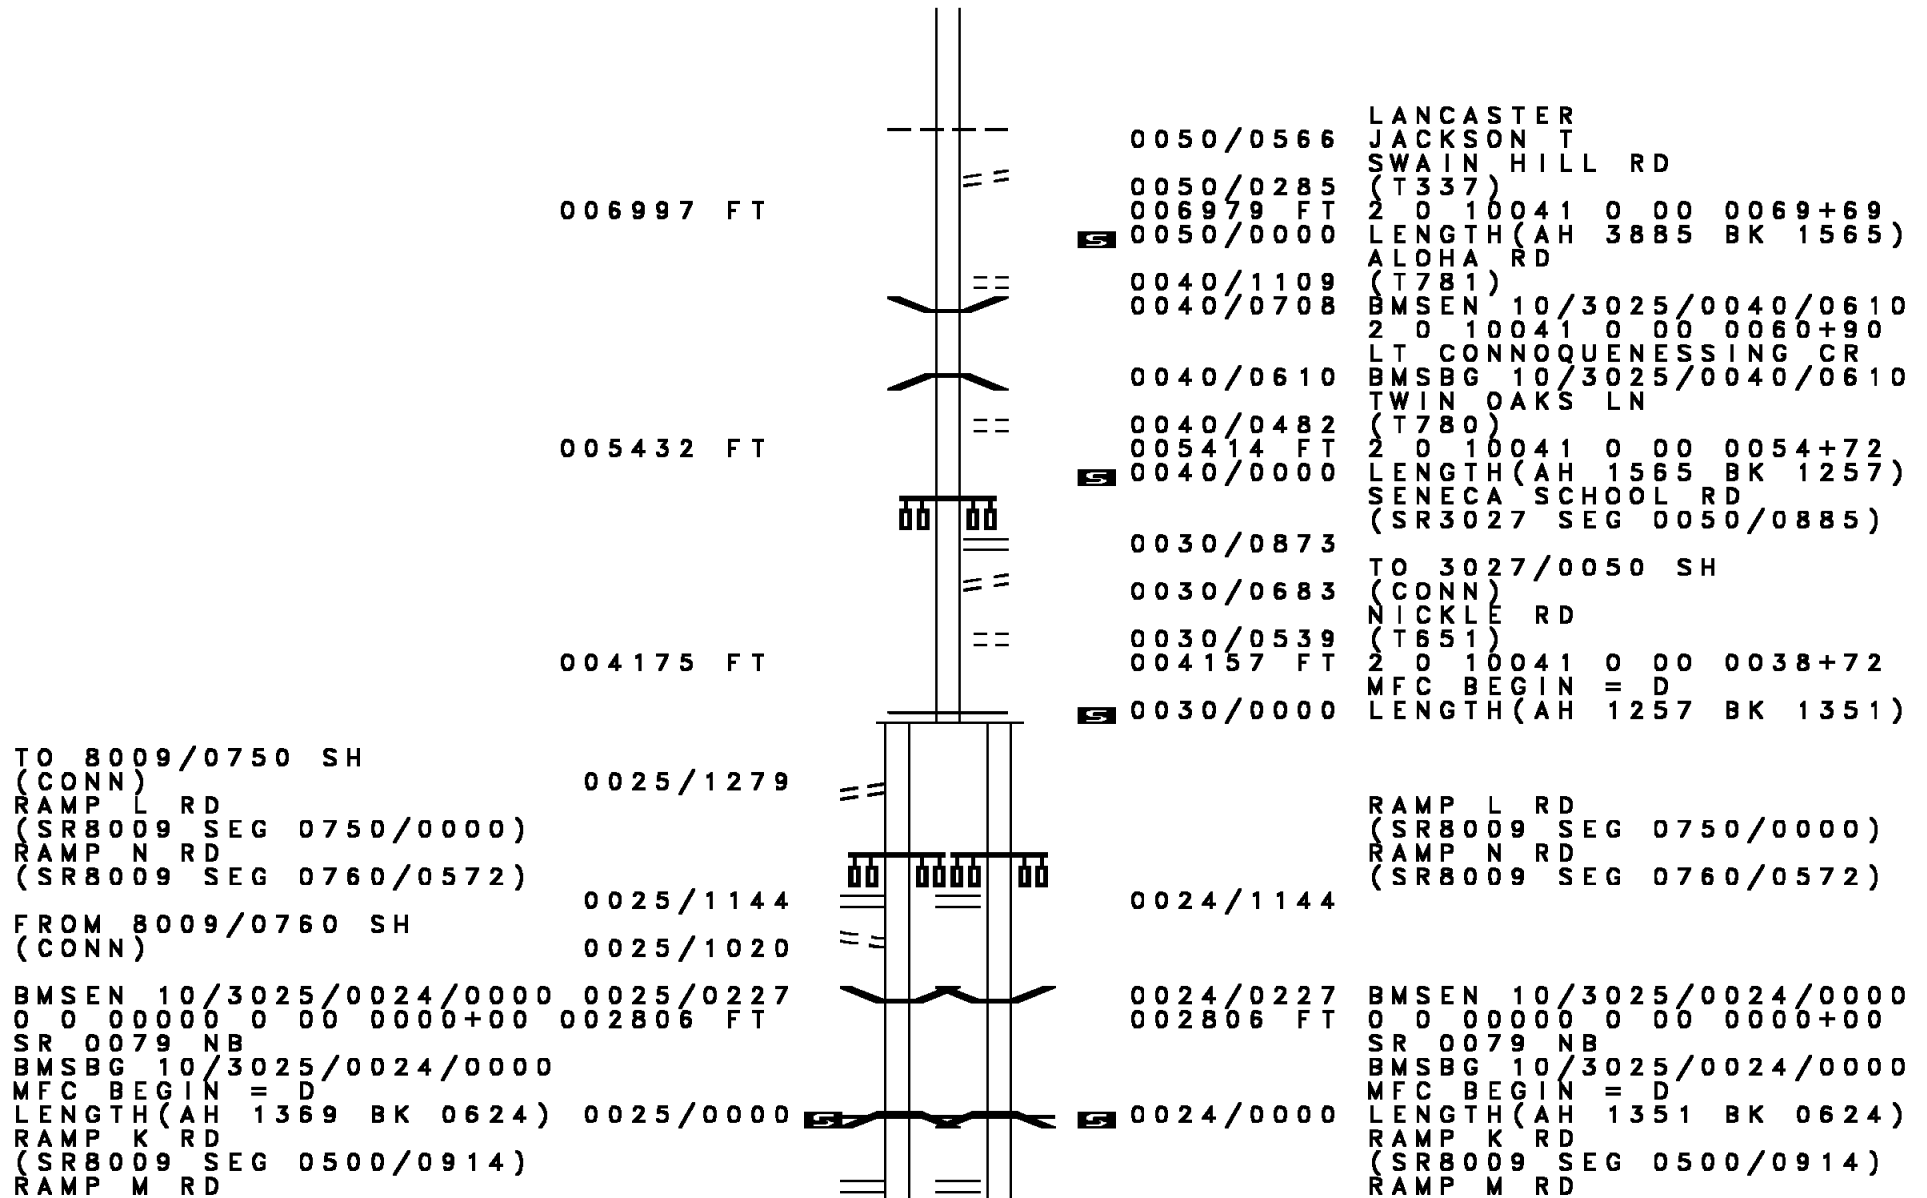 LANCASTER
0050/0566 JACKSON T
SWAIN HILL RD
0050/0285 (T337)
006997 FT 006979 FT 2 0 10041 0 00 0069+69
S 0050/0000 LENGTH(AH 3885 BK 1565)
ALOHA RD
0040/1109 (T781)
0040/0708 BMSEN 10/3025/0040/0610
2 0 10041 0 00 0060+90
LT CONNOQUENESSING CR
0040/0610 BMSBG 10/3025/0040/0610
TWIN OAKS LN
0040/0482 (T780)
005432 FT 005414 FT 2 0 10041 0 00 0054+72
S 0040/0000 LENGTH(AH 1565 BK 1257)
SENECA SCHOOL RD
(SR3027 SEG 0050/0885)
0030/0873
TO 3027/0050 SH
0030/0683 (CONN)
NICKLE RD
0030/0539 (T651)
004175 FT 004157 FT 2 0 10041 0 00 0038+72
MFC BEGIN = D
S 0030/0000 LENGTH(AH 1257 BK 1351)
TO 8009/0750 SH
(CONN) 0025/1279
RAMP L RD RAMP L RD
(SR8009 SEG 0750/0000) (SR8009 SEG 0750/0000)
RAMP N RD RAMP N RD
(SR8009 SEG 0760/0572) (SR8009 SEG 0760/0572)
0025/1144 0024/1144
FROM 8009/0760 SH
(CONN) 0025/1020
BMSEN 10/3025/0024/0000 0025/0227 0024/0227 BMSEN 10/3025/0024/0000
0 0 00000 0 00 0000+00 002806 FT 002806 FT 0 0 00000 0 00 0000+00
SR 0079 NB SR 0079 NB
BMSBG 10/3025/0024/0000 BMSBG 10/3025/0024/0000
MFC BEGIN = D MFC BEGIN = D
LENGTH(AH 1369 BK 0624) 0025/0000 S S 0024/0000 LENGTH(AH 1351 BK 0624)
RAMP K RD RAMP K RD
(SR8009 SEG 0500/0914) (SR8009 SEG 0500/0914)
RAMP M RD RAMP M RD